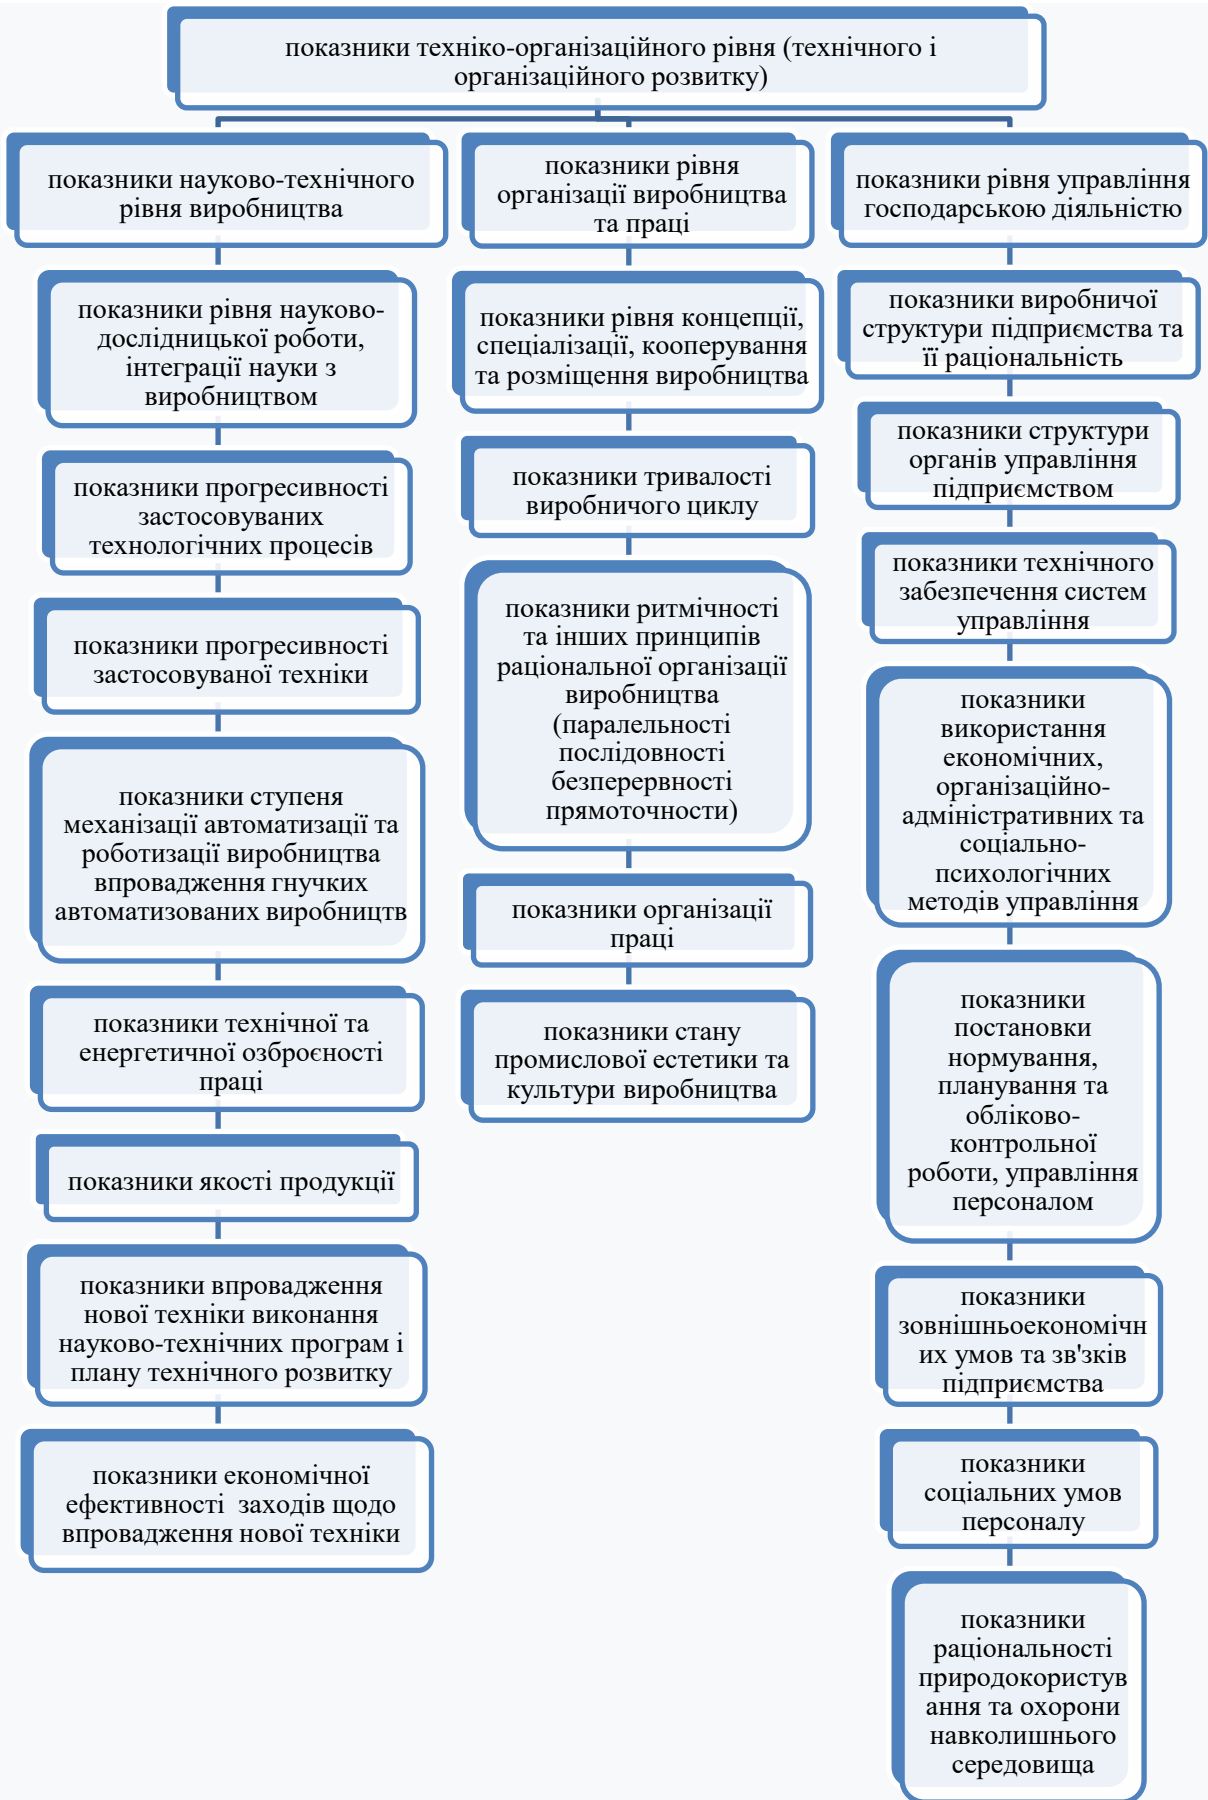 показники техніко-організаційного рівня (технічного і
організаційного розвитку)
показники науково-технічного
рівня виробництва
показники рівня науково-
дослідницької роботи,
інтеграції науки з
виробництвом
показники прогресивності
застосовуваних
технологічних процесів
показники прогресивності
застосовуваної техніки
показники ступеня
механізації автоматизації та
роботизації виробництва
впровадження гнучких
автоматизованих виробництв
показники технічної та
енергетичної озброєності
праці
показники якості продукції
показники впровадження
нової техніки виконання
науково-технічних програм і
плану технічного розвитку
показники економічної
ефективності заходів щодо
впровадження нової техніки
показники рівня
організації виробництва
та праці
показники рівня концепції,
спеціалізації, кооперування
та розміщення виробництва
показники тривалості
виробничого циклу
показники ритмічності
та інших принципів
раціональної організації
виробництва
(паралельності
послідовності
безперервності
прямоточности)
показники організації
праці
показники стану
промислової естетики та
культури виробництва
показники рівня управління
господарською діяльністю
показники виробничої
структури підприємства та
її раціональність
показники структури
органів управління
підприємством
показники технічного
забезпечення систем
управління
показники
використання
економічних,
організаційно-
адміністративних та
соціально-
психологічних
методів управління
показники
постановки
нормування,
планування та
обліково-
контрольної
роботи, управління
персоналом
показники
зовнішньоекономічн
их умов та зв'зків
підприємства
показники
соціальних умов
персоналу
показники
раціональності
природокористув
ання та охорони
навколишнього
середовища